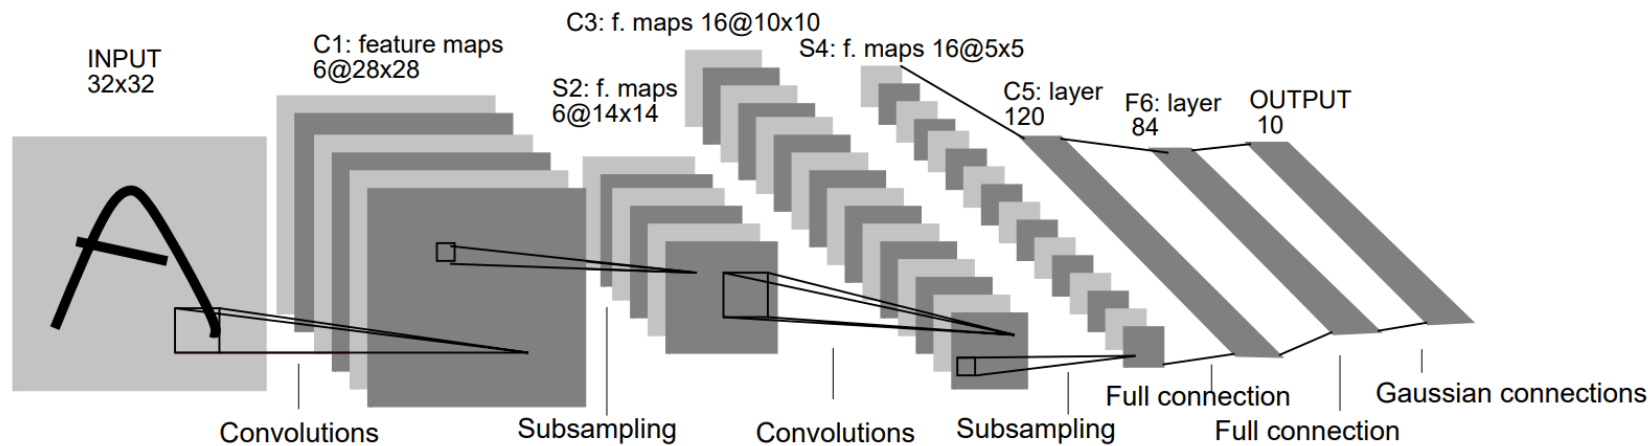 INPUT
32x32
C1: feature maps
6@28x28
S2: f. maps
6@14x14
C3: f. maps 16@10x10
S4: f. maps 16@5x5
C5: layer
120
F6: layer
84
OUTPUT
10
Convolutions
Subsampling
Convolutions
Subsampling
Full connection
Full connection
Gaussian connections